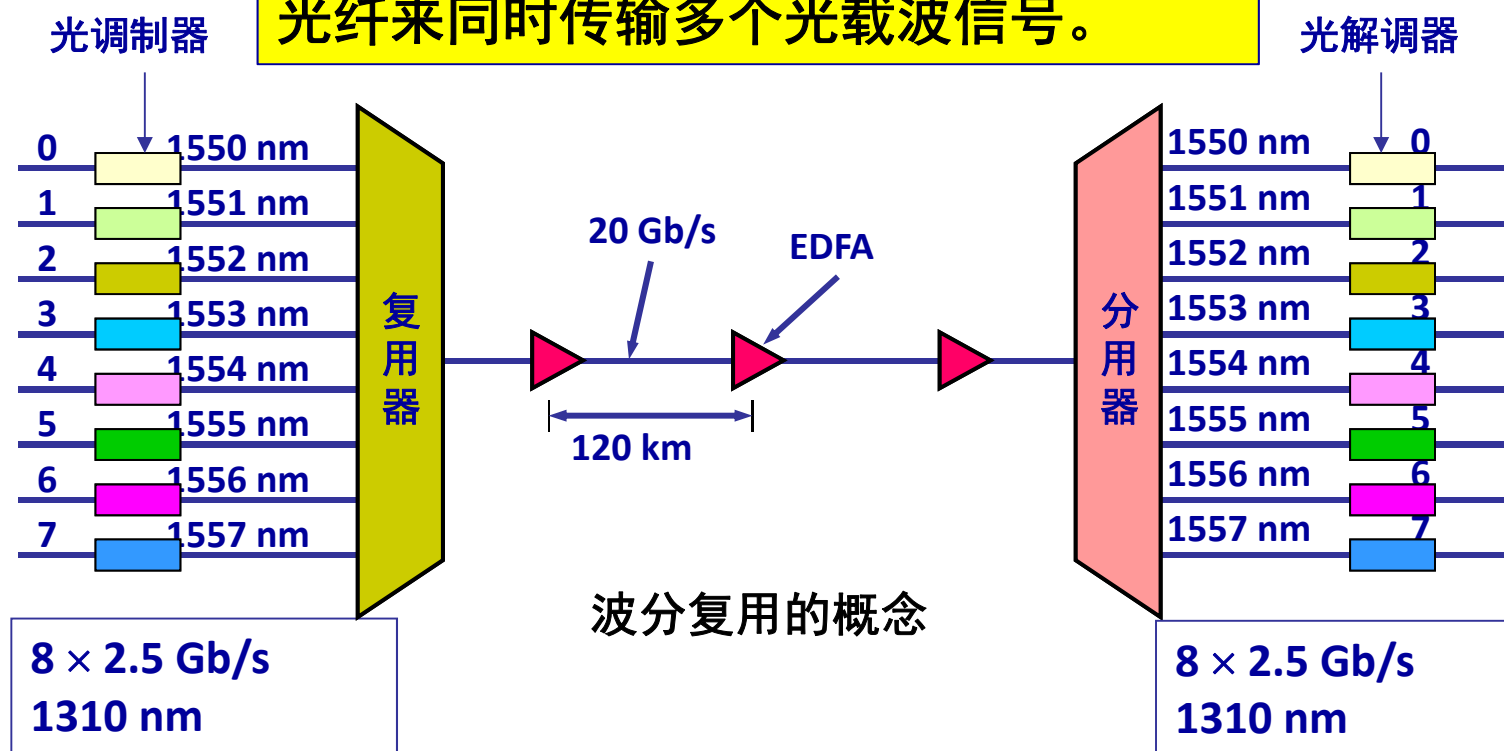 光纤来同时传输多个光载波信号。
光调制器
光解调器
0 1550 nm
1 1551 nm
2 1552 nm
3 1553 nm
4 1554 nm
5 1555 nm
6 1556 nm
7 1557 nm
复用器
20 Gb/s
EDFA
120 km
分用器
1550 nm 0
1551 nm 1
1552 nm 2
1553 nm 3
1554 nm 4
1555 nm 5
1556 nm 6
1557 nm 7
波分复用的概念
8 × 2.5 Gb/s
1310 nm
8 × 2.5 Gb/s
1310 nm